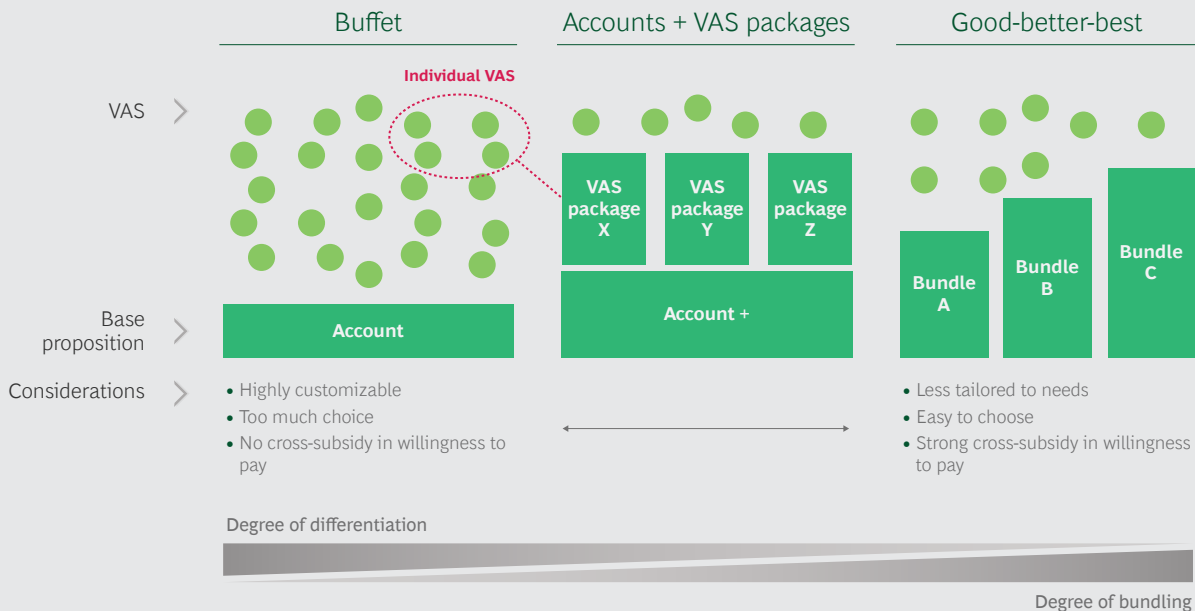 Buffet
Accounts + VAS packages
Good-better-best
Individual VAS
VAS
VAS
package
X
VAS
package
Y
VAS
package
Z
Bundle
A
Bundle
B
Bundle
C
Base
proposition
Account
Account +
Considerations
• Highly customizable
• Too much choice
• No cross-subsidy in willingness to
pay
• Less tailored to needs
• Easy to choose
• Strong cross-subsidy in willingness
to pay
Degree of differentiation
Degree of bundling